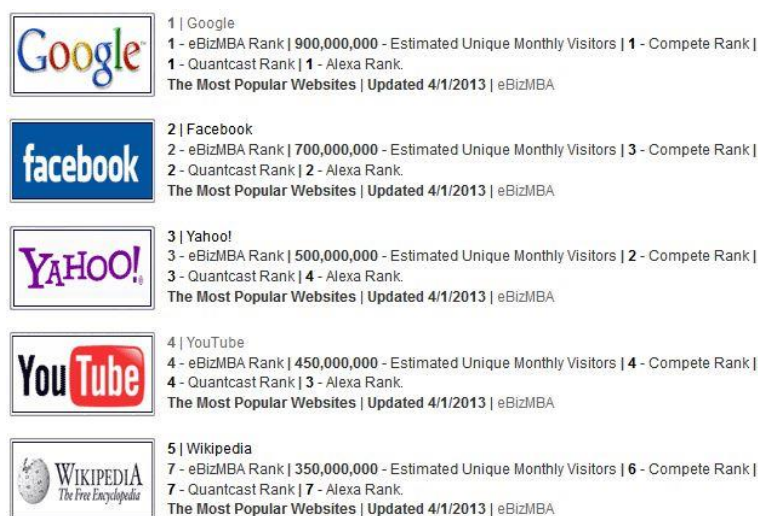 Google
1 | Google
1 - eBizMBA Rank | 900,000,000 - Estimated Unique Monthly Visitors | 1 - Compete Rank |
1 - Quantcast Rank | 1 - Alexa Rank.
The Most Popular Websites | Updated 4/1/2013 | eBizMBA
facebook
2 | Facebook
2 - eBizMBA Rank | 700,000,000 - Estimated Unique Monthly Visitors | 3 - Compete Rank |
2 - Quantcast Rank | 2 - Alexa Rank.
The Most Popular Websites | Updated 4/1/2013 | eBizMBA
YAHOO!
3 | Yahoo!
3 - eBizMBA Rank | 500,000,000 - Estimated Unique Monthly Visitors | 2 - Compete Rank |
3 - Quantcast Rank | 4 - Alexa Rank.
The Most Popular Websites | Updated 4/1/2013 | eBizMBA
You Tube
4 | YouTube
4 - eBizMBA Rank | 450,000,000 - Estimated Unique Monthly Visitors | 4 - Compete Rank |
4 - Quantcast Rank | 3 - Alexa Rank.
The Most Popular Websites | Updated 4/1/2013 | eBizMBA
WIKIPEDIA
The Free Encyclopedia
5 | Wikipedia
7 - eBizMBA Rank | 350,000,000 - Estimated Unique Monthly Visitors | 6 - Compete Rank |
7 - Quantcast Rank | 7 - Alexa Rank.
The Most Popular Websites | Updated 4/1/2013 | eBizMBA